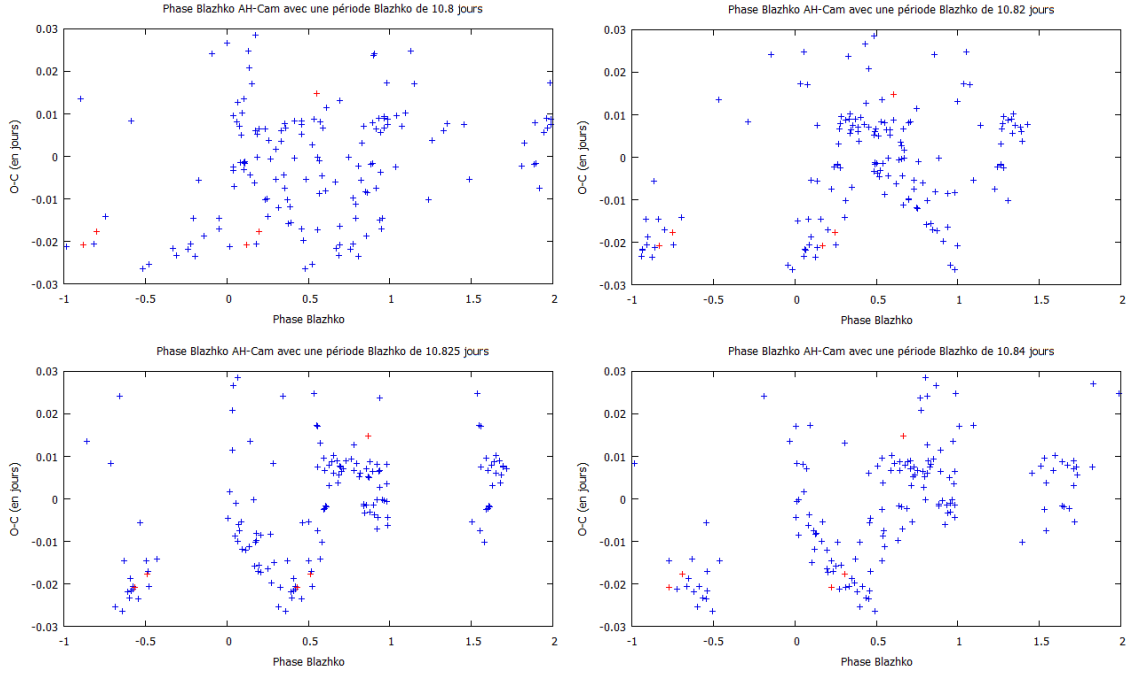 Phase Blazhko AH-Cam avec une période Blazhko de 10.8 jours
0.03
0.02
0.01
0
-0.01
-0.02
-0.03
O-C (en jours)
-1 -0.5 0 0.5 1 1.5 2
Phase Blazhko
Phase Blazhko AH-Cam avec une période Blazhko de 10.82 jours
0.03
0.02
0.01
0
-0.01
-0.02
-0.03
O-C (en jours)
-1 -0.5 0 0.5 1 1.5 2
Phase Blazhko
Phase Blazhko AH-Cam avec une période Blazhko de 10.825 jours
0.03
0.02
0.01
0
-0.01
-0.02
-0.03
O-C (en jours)
-1 -0.5 0 0.5 1 1.5 2
Phase Blazhko
Phase Blazhko AH-Cam avec une période Blazhko de 10.84 jours
0.03
0.02
0.01
0
-0.01
-0.02
-0.03
O-C (en jours)
-1 -0.5 0 0.5 1 1.5 2
Phase Blazhko